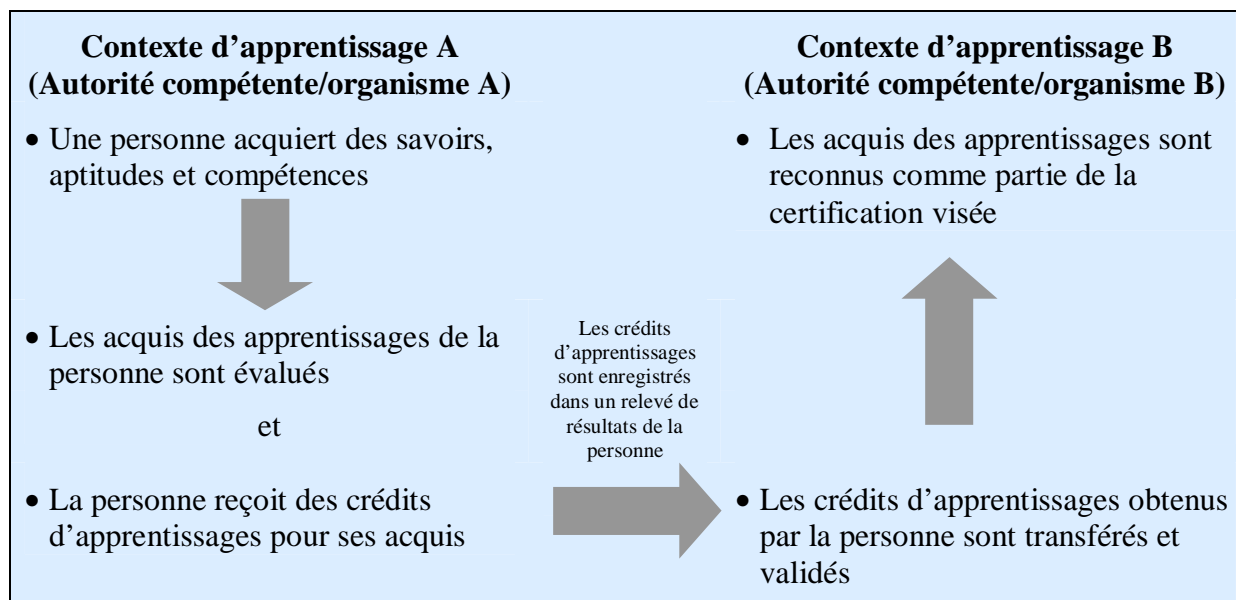 Contexte d’apprentissage A
(Autorité compétente/organisme A)
• Une personne acquiert des savoirs,
aptitudes et compétences
• Les acquis des apprentissages de la
personne sont évalués
et
• La personne reçoit des crédits
d’apprentissages pour ses acquis
Les crédits
d’apprentissages
sont enregistrés
dans un relevé de
résultats de la
personne
Contexte d’apprentissage B
(Autorité compétente/organisme B)
• Les acquis des apprentissages sont
reconnus comme partie de la
certification visée
• Les crédits d’apprentissages obtenus
par la personne sont transférés et
validés